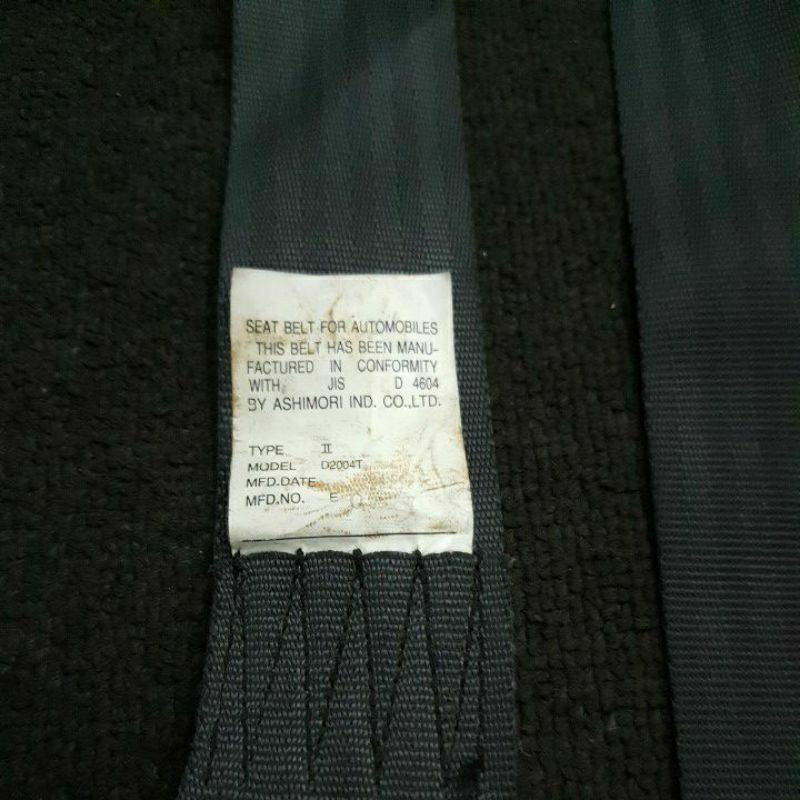 SEAT BELT FOR AUTOMOBILES
THIS BELT HAS BEEN MANU-
FACTURED IN CONFORMITY
WITH JIS D 4604
BY ASHIMORI IND. CO.,LTD.
TYPE II
MODEL D2004T
MFD.DATE
MFD.NO. E